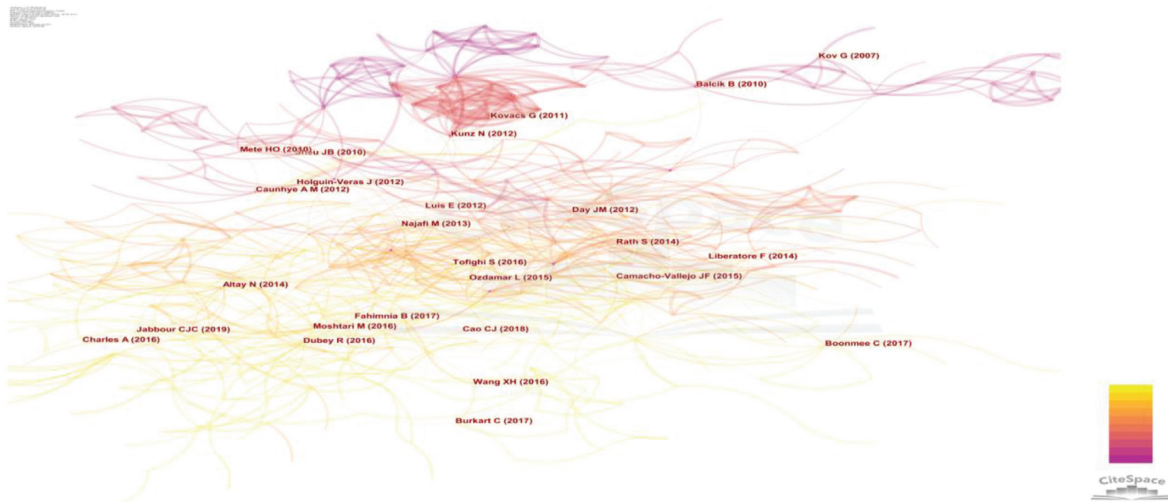 Kov G (2007)
Balcik B (2010)
Kovacs G (2011)
Kunz N (2012)
Mete HO (2010)
JB (2010)
Holguin-Veras J (2012)
Caunhye A M (2012)
Luis E (2012)
Day JM (2012)
Najafi M (2013)
Rath S (2014)
Liberatore F (2014)
Tofighi S (2016)
Ozdamar L (2015)
Camacho-Vallejo JF (2015)
Altay N (2014)
Fahimnia B (2017)
Moshtari M (2016)
Jabbour CJC (2019)
Cao CJ (2018)
Charles A (2016)
Dubey R (2016)
Boonmee C (2017)
Wang XH (2016)
Burkart C (2017)
CiteSpace